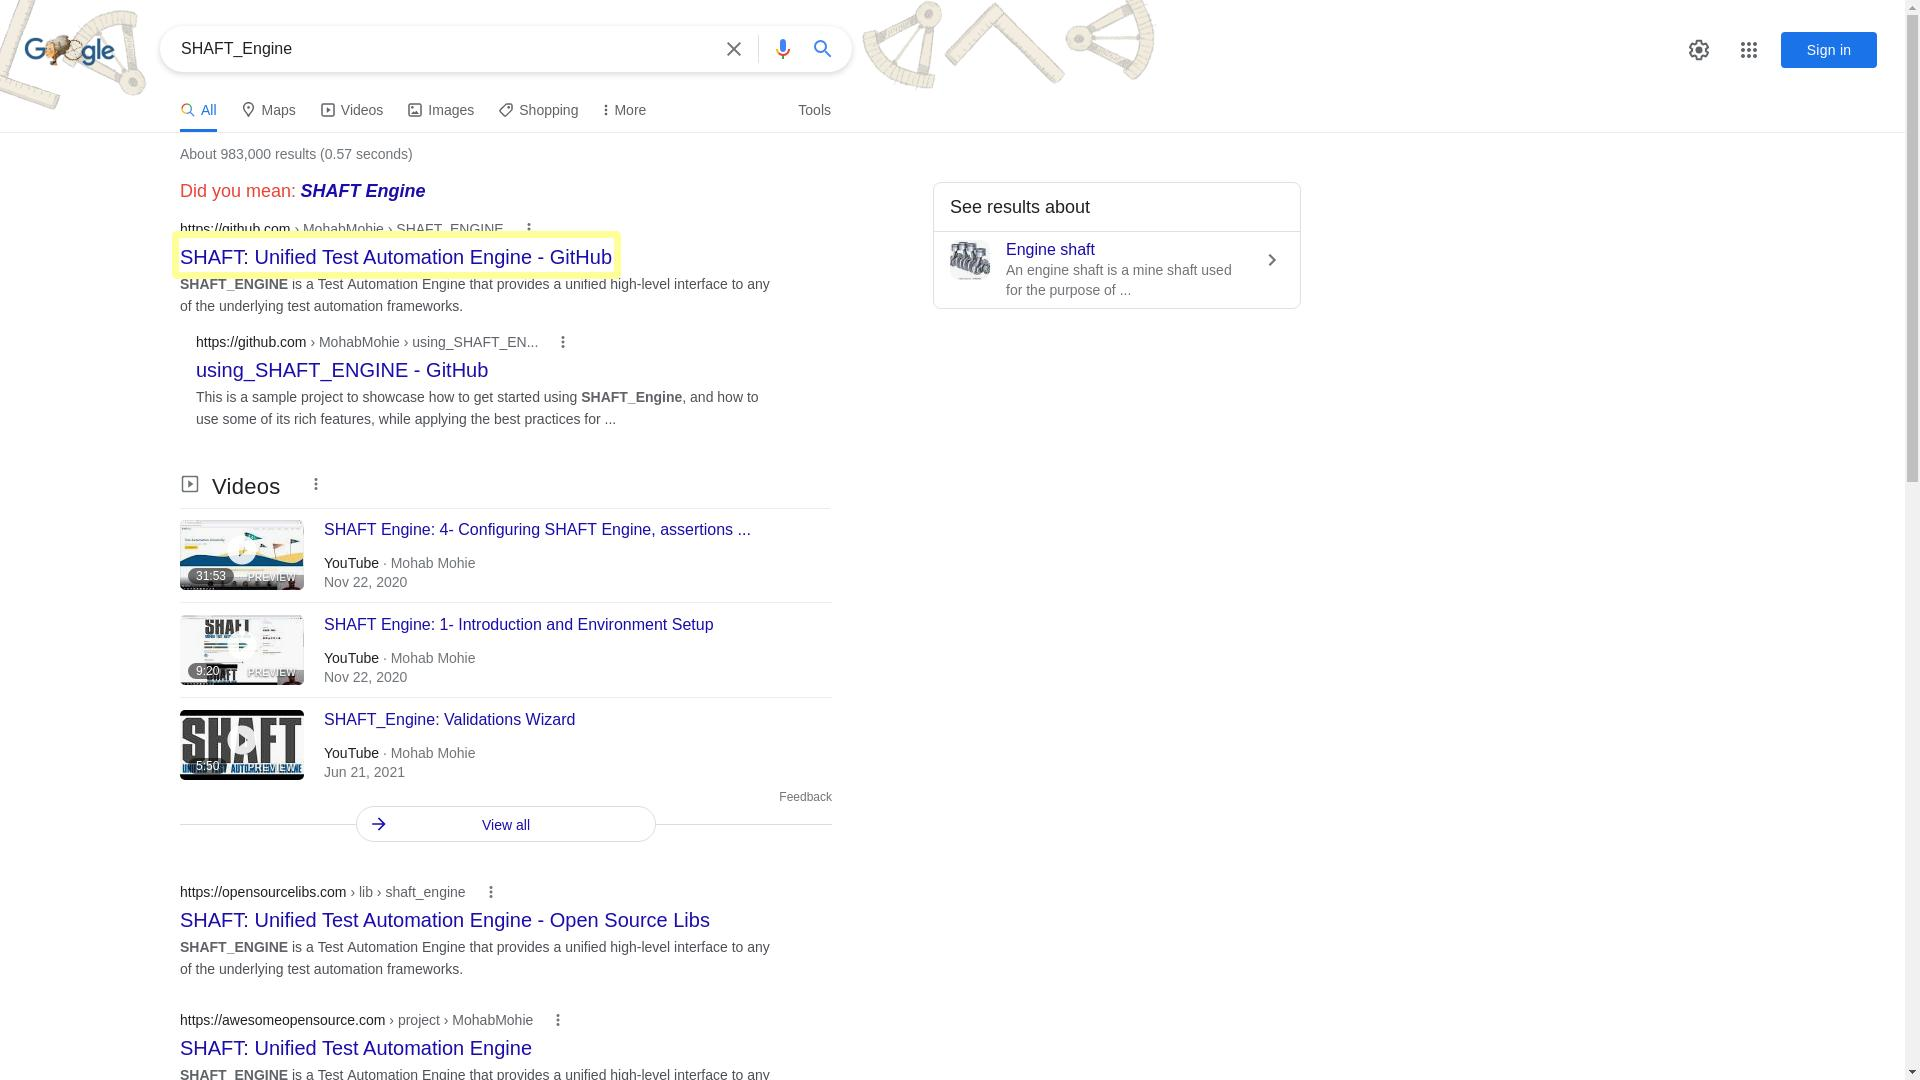 Google
SHAFT_Engine
Sign in
All
Maps
Videos
Images
Shopping
More
Tools
About 983,000 results (0.57 seconds)
Did you mean: SHAFT Engine
https://github.com › MohabMohie › SHAFT_ENGINE
SHAFT: Unified Test Automation Engine - GitHub
SHAFT_ENGINE is a Test Automation Engine that provides a unified high-level interface to any
of the underlying test automation frameworks.
https://github.com › MohabMohie › using_SHAFT_EN...
using_SHAFT_ENGINE - GitHub
This is a sample project to showcase how to get started using SHAFT_Engine, and how to
use some of its rich features, while applying the best practices for ...
See results about
Engine shaft
An engine shaft is a mine shaft used
for the purpose of ...
Videos
31:53
PREVIEW
SHAFT Engine: 4- Configuring SHAFT Engine, assertions ...
YouTube · Mohab Mohie
Nov 22, 2020
SHAFT
9:20
PREVIEW
SHAFT Engine: 1- Introduction and Environment Setup
YouTube · Mohab Mohie
Nov 22, 2020
SHAFT
5:50
PREVIEW
SHAFT_Engine: Validations Wizard
YouTube · Mohab Mohie
Jun 21, 2021
Feedback
View all
https://opensourcelibs.com › lib › shaft_engine
SHAFT: Unified Test Automation Engine - Open Source Libs
SHAFT_ENGINE is a Test Automation Engine that provides a unified high-level interface to any
of the underlying test automation frameworks.
https://awesomeopensource.com › project › MohabMohie
SHAFT: Unified Test Automation Engine
SHAFT_ENGINE is a Test Automation Engine that provides a unified high-level interface to any